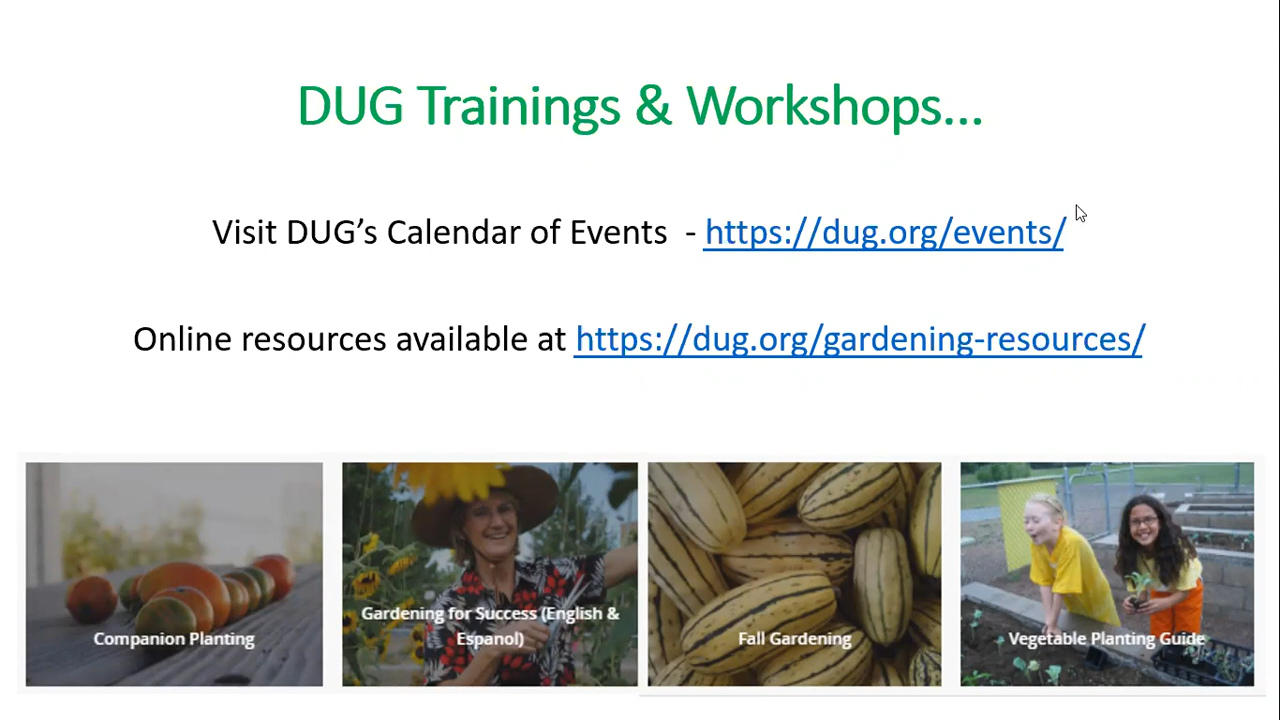 DUG Trainings & Workshops...
Visit DUG’s Calendar of Events - https://dug.org/events/
Online resources available at https://dug.org/gardening-resources/
Companion Planting
Gardening for Success (English &
Espanol)
Fall Gardening
Vegetable Planting Guide